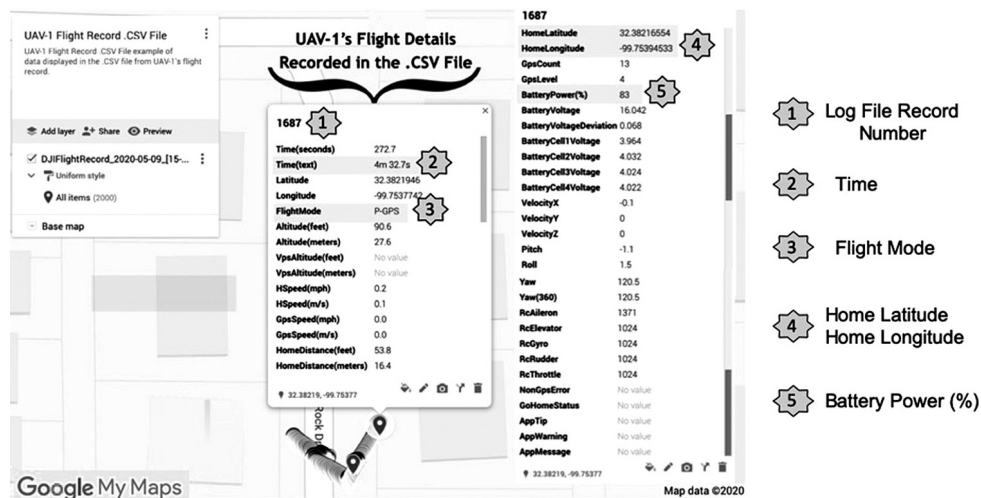 UAV-1 Flight Record .CSV File
UAV-1 Flight Record .CSV File example of
data displayed in the .CSV file from UAV-1's flight
record.
Add layer Share Preview
DJIFlightRecord_2020-05-09_[15-...
Uniform style
All items (2000)
Base map
UAV-1's Flight Details
Recorded in the .CSV File
1687 1
Time(seconds) 272.7
Time(text) 4m 32.7s 2
Latitude 32.3821946
Longitude -99.7537742
FlightMode P-GPS 3
Altitude(feet) 90.6
Altitude(meters) 27.6
VpsAltitude(feet) No value
VpsAltitude(meters) No value
HSpeed(mph) 0.2
HSpeed(m/s) 0.1
GpsSpeed(mph) 0.0
GpsSpeed(m/s) 0.0
HomeDistance(feet) 53.8
HomeDistance(meters) 16.4
32.38219, -99.75377
Rock
1687
HomeLatitude 32.38216554
HomeLongitude -99.75394533 4
GpsCount 13
GpsLevel 4
BatteryPower(%) 83 5
BatteryVoltage 16.042
BatteryVoltageDeviation 0.068
BatteryCell1Voltage 3.964
BatteryCell2Voltage 4.032
BatteryCell3Voltage 4.024
BatteryCell4Voltage 4.022
VelocityX -0.1
VelocityY 0
VelocityZ 0
Pitch -1.1
Roll 1.5
Yaw 120.5
Yaw(360) 120.5
RcAileron 1371
RcElevator 1024
RcGyro 1024
RcRudder 1024
RcThrottle 1024
NonGpsError No value
GoHomeStatus No value
AppTip No value
AppWarning No value
AppMessage No value
32.38219, -99.75377
Google My Maps
Map data ©2020
1 Log File Record
Number
2 Time
3 Flight Mode
4 Home Latitude
Home Longitude
5 Battery Power (%)